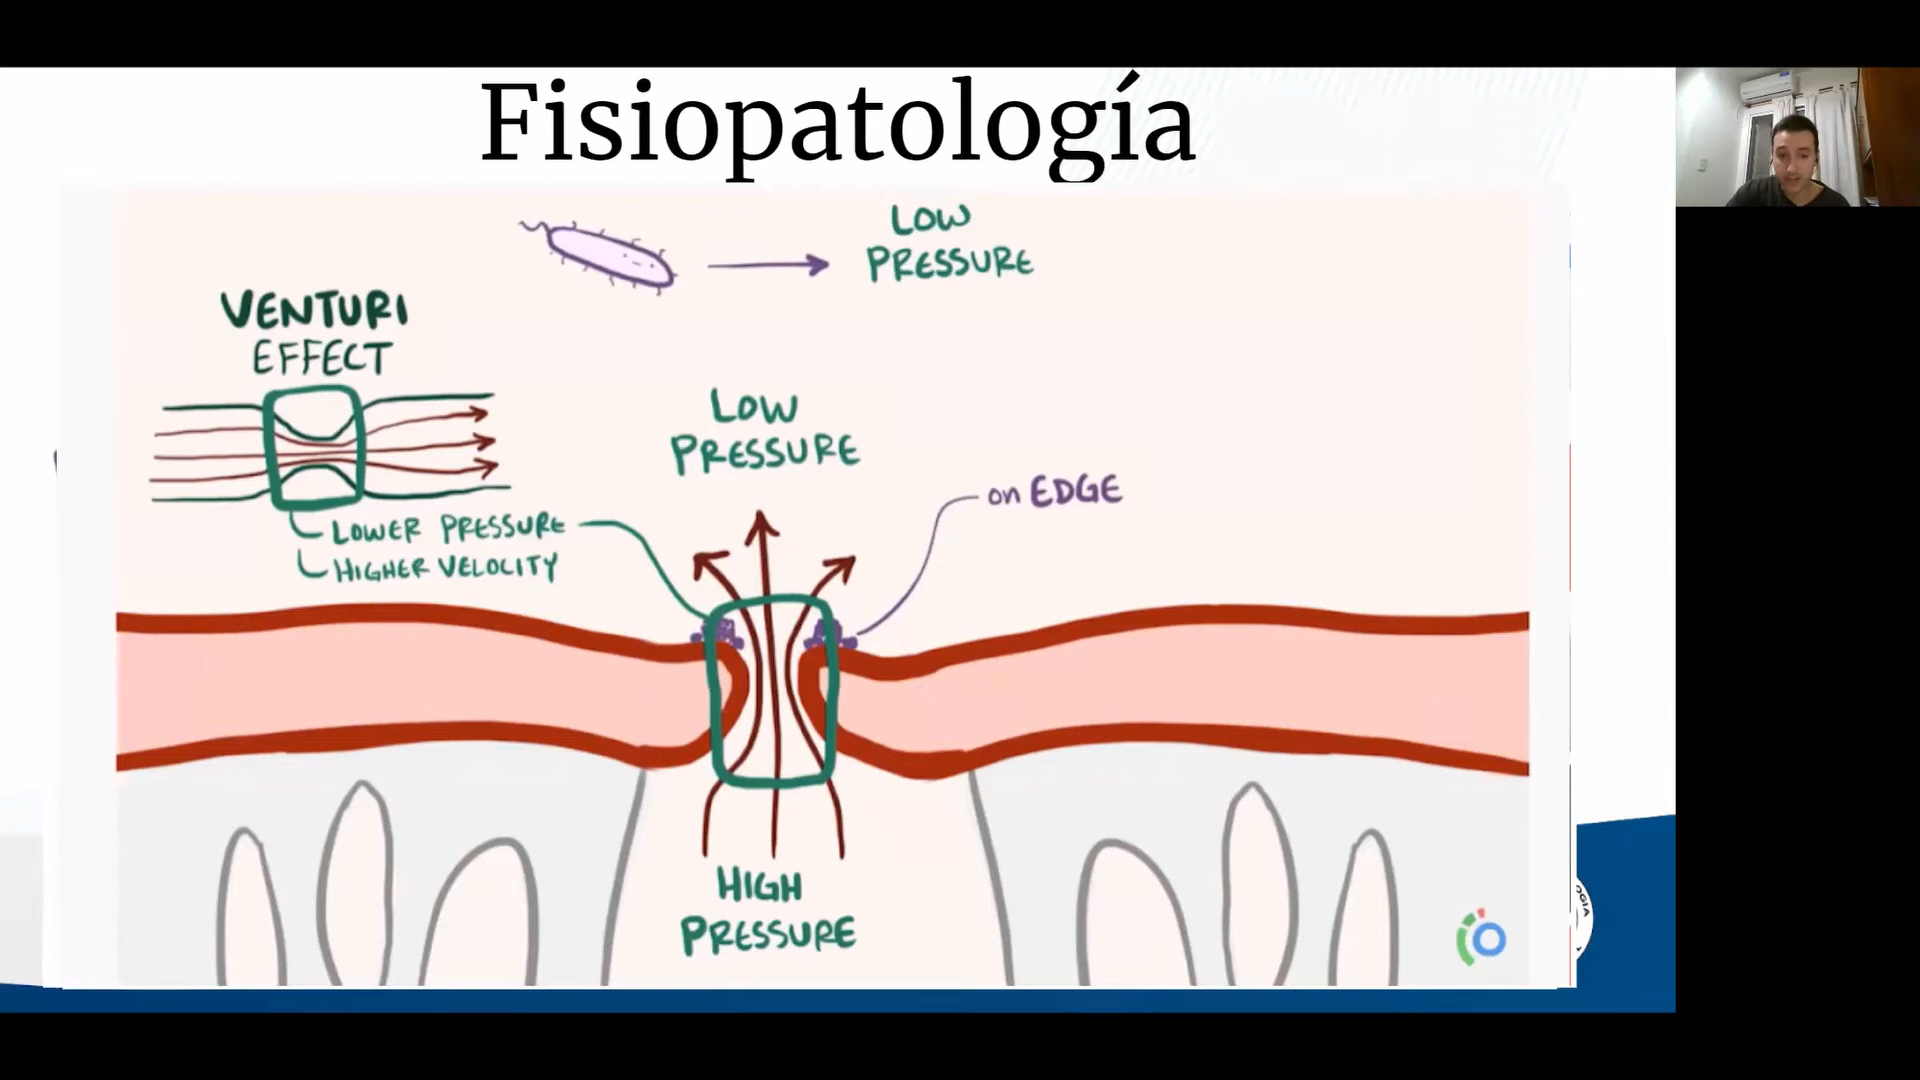 Fisiopatología
LOW
PRESSURE
VENTURI
EFFECT
LOW
PRESSURE
on EDGE
LOWER PRESSURE
HIGHER VELOCITY
HIGH
PRESSURE